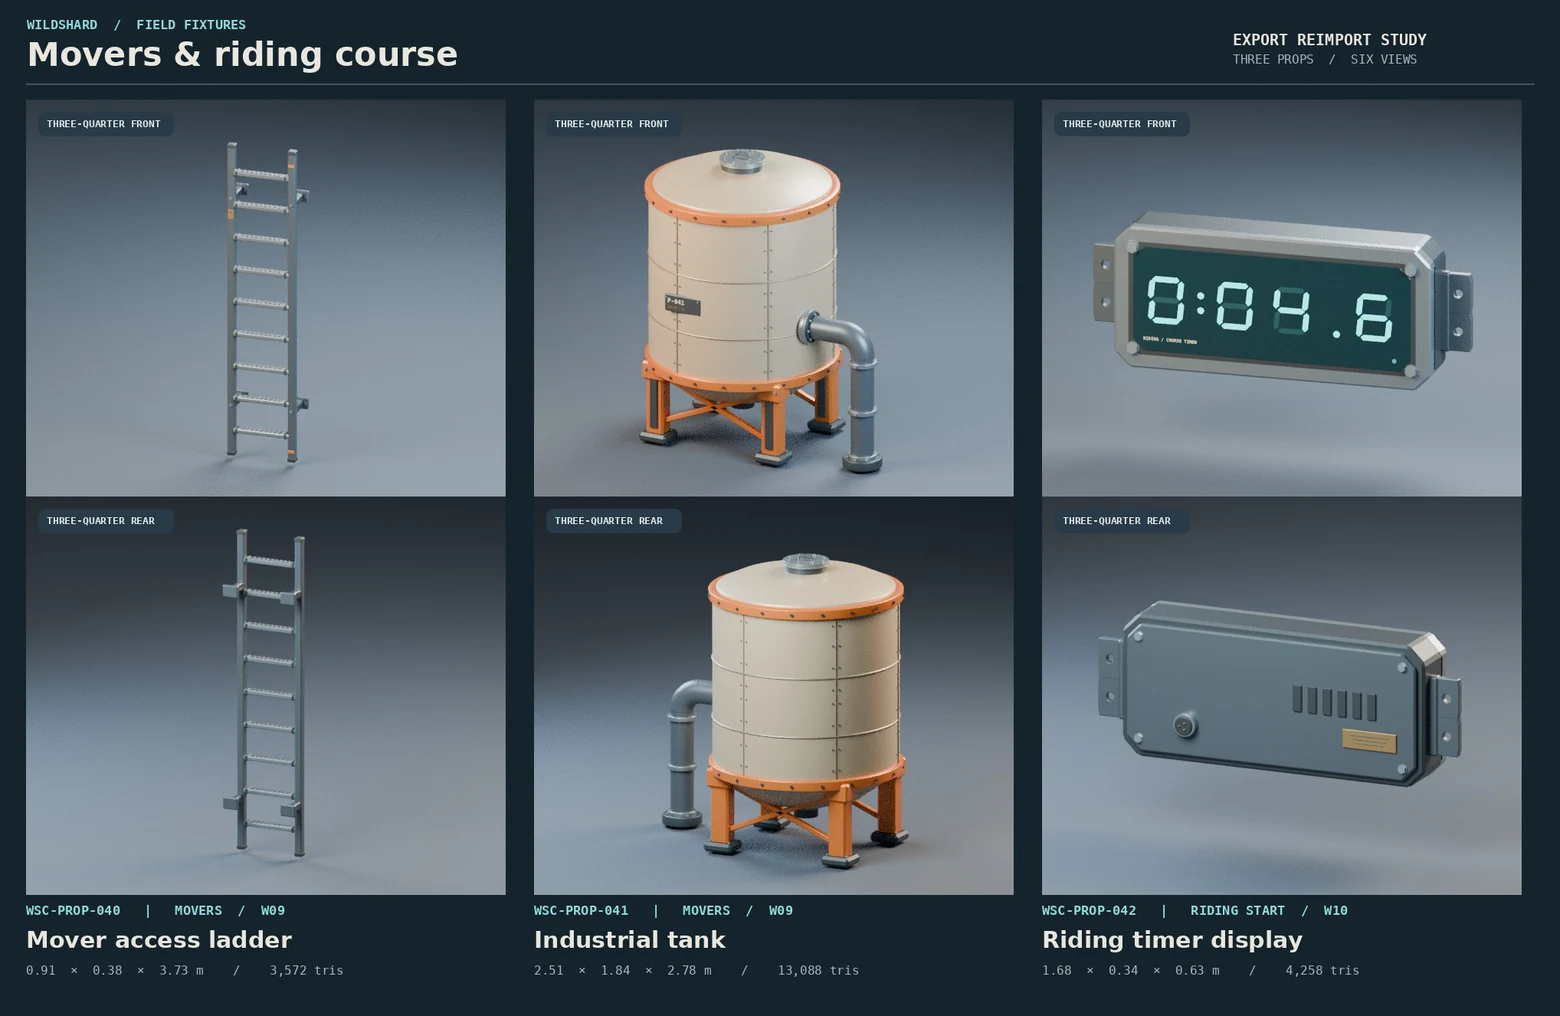 WILDSHARD / FIELD FIXTURES
Movers & riding course
EXPORT REIMPORT STUDY
THREE PROPS / SIX VIEWS
THREE-QUARTER FRONT
THREE-QUARTER FRONT
P-041
THREE-QUARTER FRONT
0:04.6
RIDING / COURSE TIMER
THREE-QUARTER REAR
THREE-QUARTER REAR
THREE-QUARTER REAR
WSC-PROP-040 | MOVERS / W09
Mover access ladder
0.91 × 0.38 × 3.73 m / 3,572 tris
WSC-PROP-041 | MOVERS / W09
Industrial tank
2.51 × 1.84 × 2.78 m / 13,088 tris
WSC-PROP-042 | RIDING START / W10
Riding timer display
1.68 × 0.34 × 0.63 m / 4,258 tris